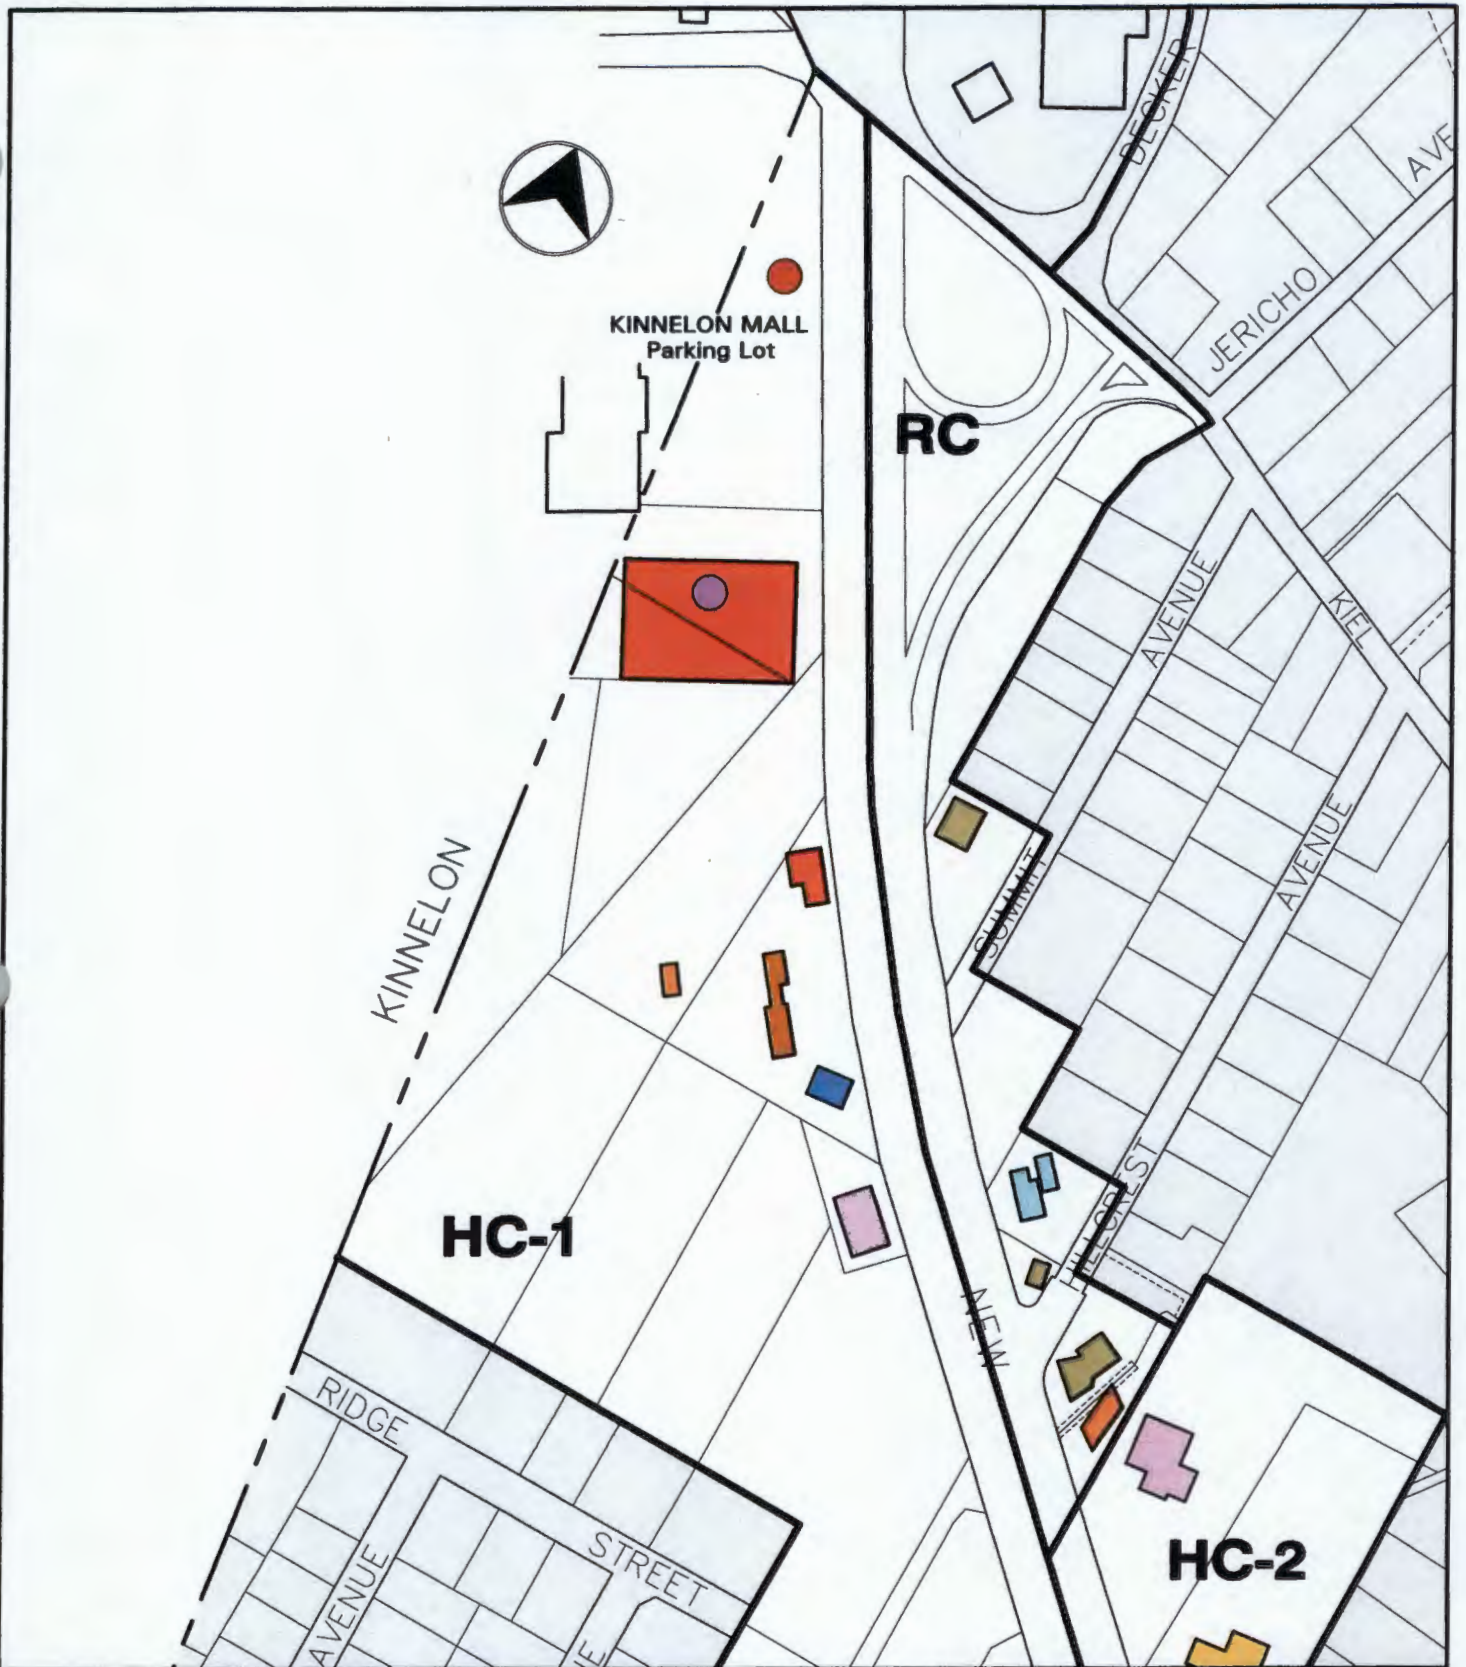 DECKER
AVE
JERICHO
KINNELON MALL
Parking Lot
RC
AVENUE
KIEL
AVENUE
SUMMIT
KINNELON
HILLCREST
HC-1
NEW
RIDGE
STREET
HC-2
AVENUE